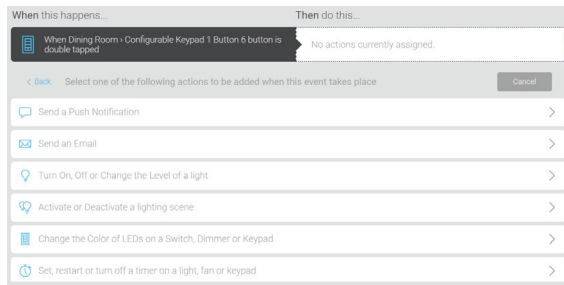 When this happens...
Then do this...
When Dining Room › Configurable Keypad 1 Button 6 button is
double tapped
No actions currently assigned.
< Back
Select one of the following actions to be added when this event takes place
Cancel
Send a Push Notification
Send an Email
Turn On, Off or Change the Level of a light
Activate or Deactivate a lighting scene
Change the Color of LEDs on a Switch, Dimmer or Keypad
Set, restart or turn off a timer on a light, fan or keypad